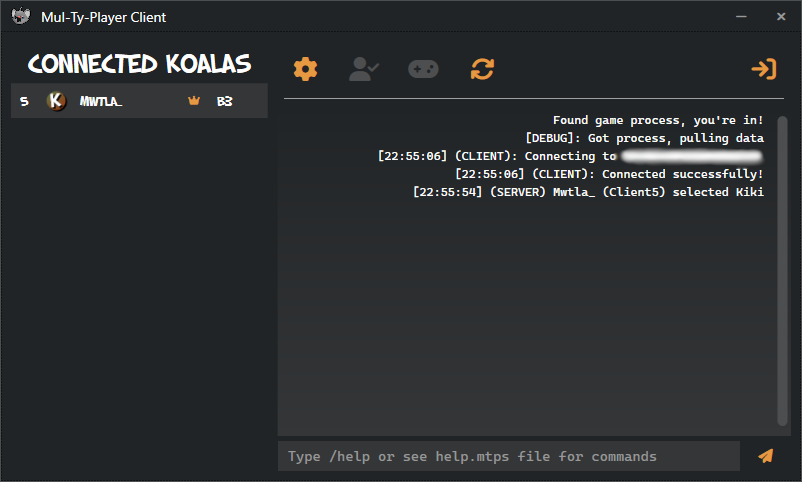 Mul-Ty-Player Client
CONNECTED KOALAS
5 K MWTLA_ B3
Found game process, you're in!
[DEBUG]: Got process, pulling data
[22:55:06] (CLIENT): Connecting to
[22:55:06] (CLIENT): Connected successfully!
[22:55:54] (SERVER) Mwtla_ (Client5) selected Kiki
Type /help or see help.mtps file for commands